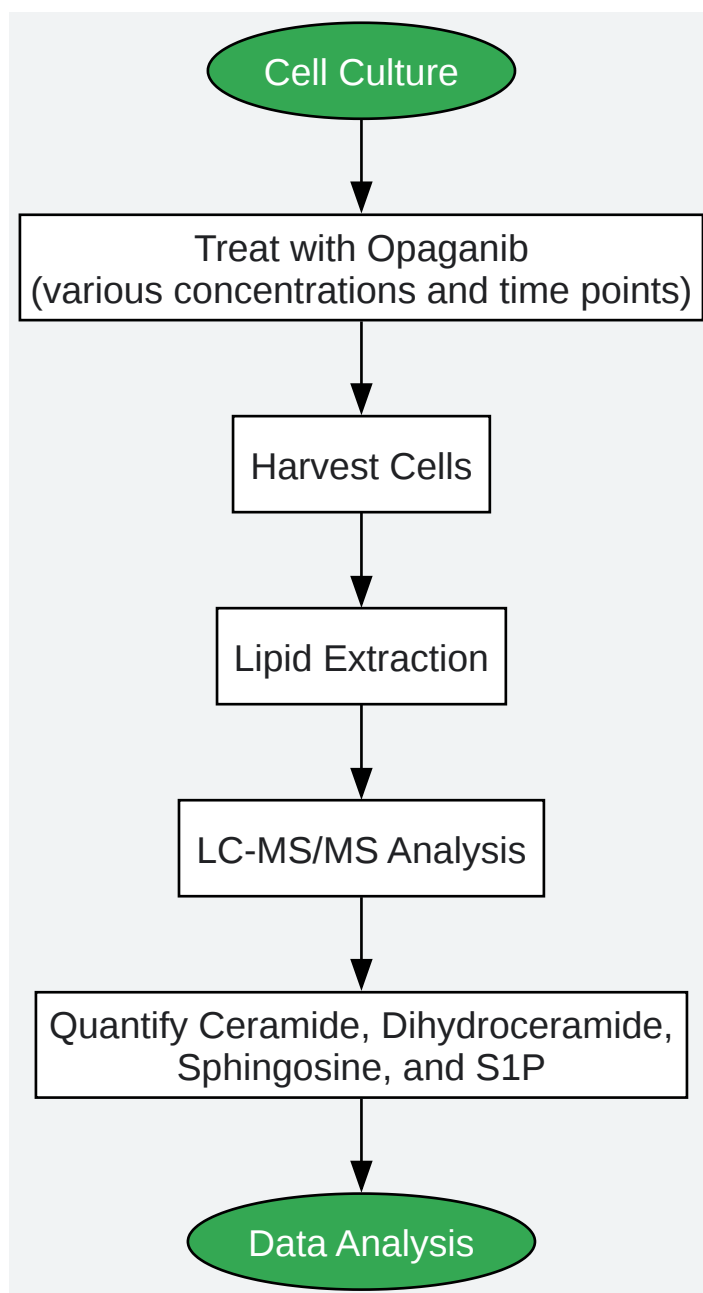 Cell Culture
Treat with Opaganib
(various concentrations and time points)
Harvest Cells
Lipid Extraction
LC-MS/MS Analysis
Quantify Ceramide, Dihydroceramide,
Sphingosine, and S1P
Data Analysis